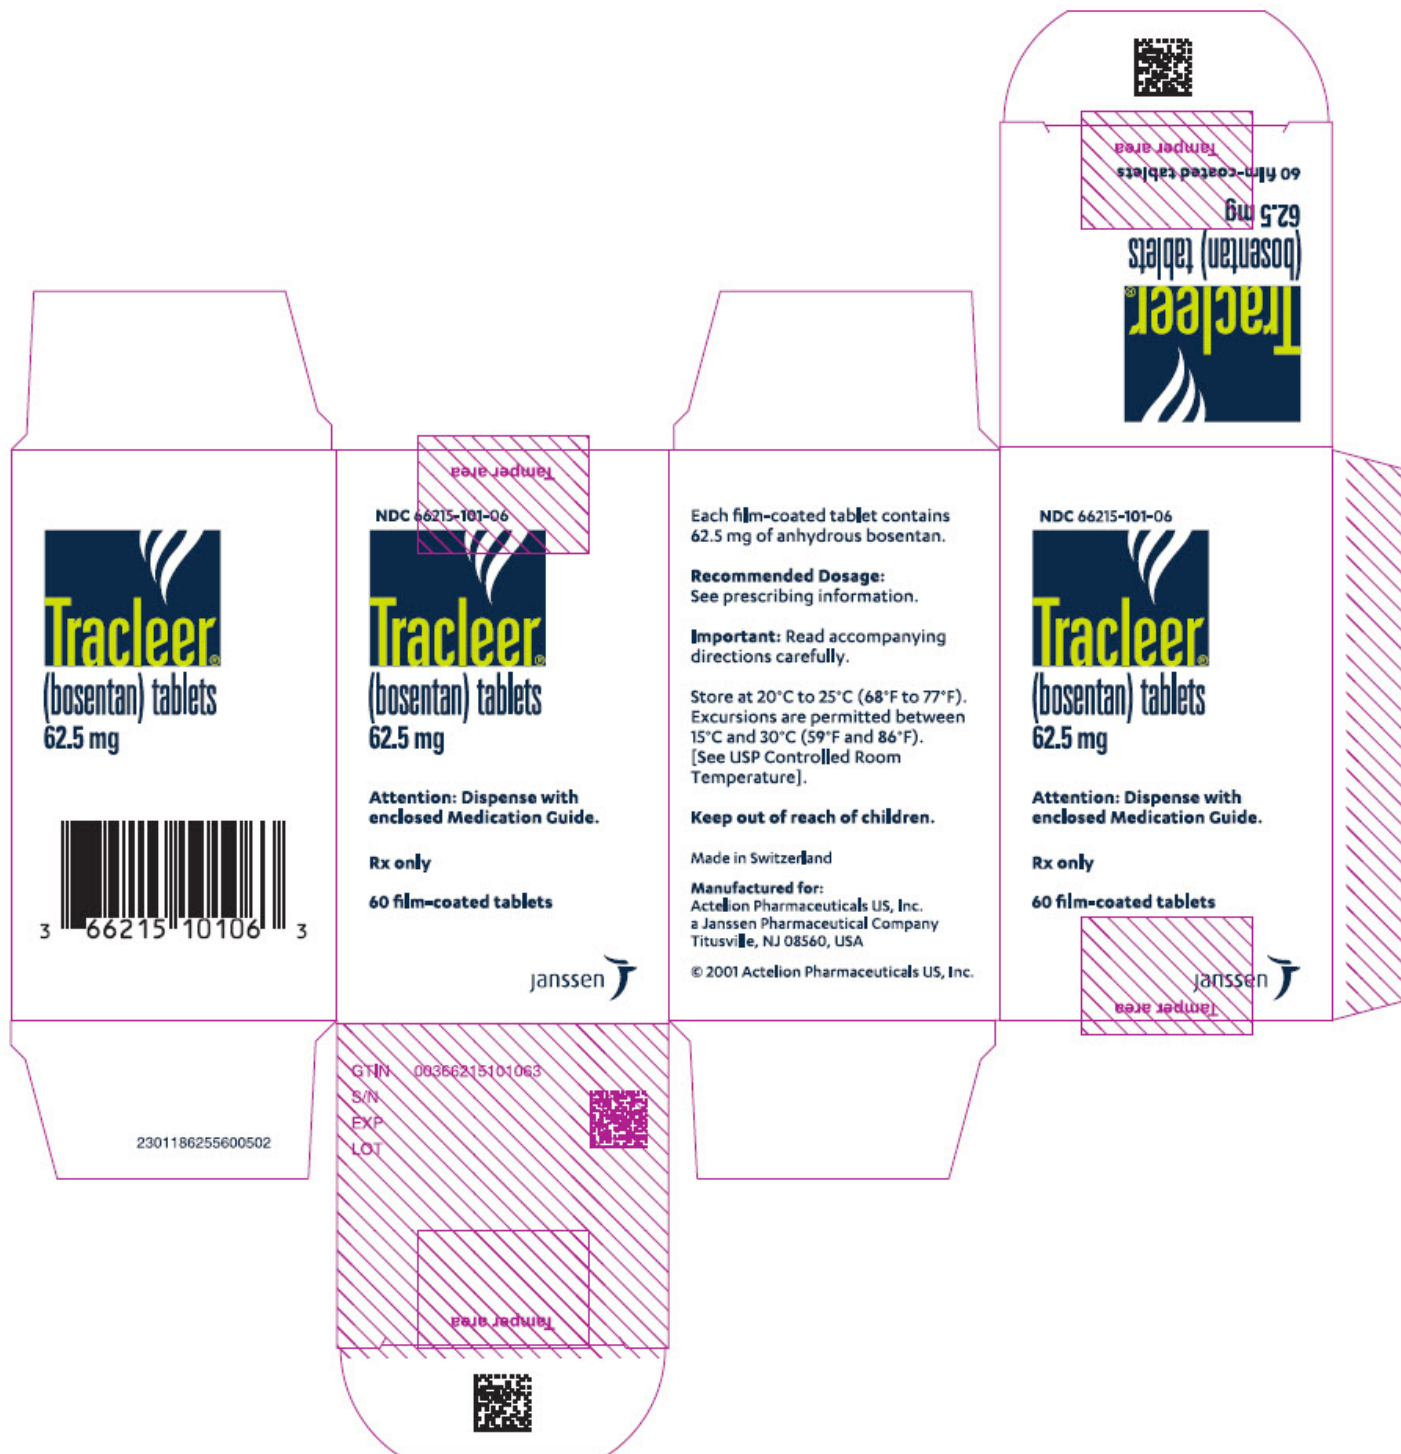 Tamper area
60 film-coated tablets
62.5 mg
(bosentan) tablets
Tracleer®
Tracleer®
(bosentan) tablets
62.5 mg
3 66215 10106 3
2301186255600502
Tamper area
NDC 66215-101-06
Tracleer®
(bosentan) tablets
62.5 mg
Attention: Dispense with
enclosed Medication Guide.
Rx only
60 film-coated tablets
janssen
GTIN 00366215101063
S/N
EXP
LOT
Tamper area
Each film-coated tablet contains
62.5 mg of anhydrous bosentan.
Recommended Dosage:
See prescribing information.
Important: Read accompanying
directions carefully.
Store at 20°C to 25°C (68°F to 77°F).
Excursions are permitted between
15°C and 30°C (59°F and 86°F).
[See USP Controlled Room
Temperature].
Keep out of reach of children.
Made in Switzerland
Manufactured for:
Actelion Pharmaceuticals US, Inc.
a Janssen Pharmaceutical Company
Titusville, NJ 08560, USA
© 2001 Actelion Pharmaceuticals US, Inc.
NDC 66215-101-06
Tracleer®
(bosentan) tablets
62.5 mg
Attention: Dispense with
enclosed Medication Guide.
Rx only
60 film-coated tablets
janssen
Tamper area